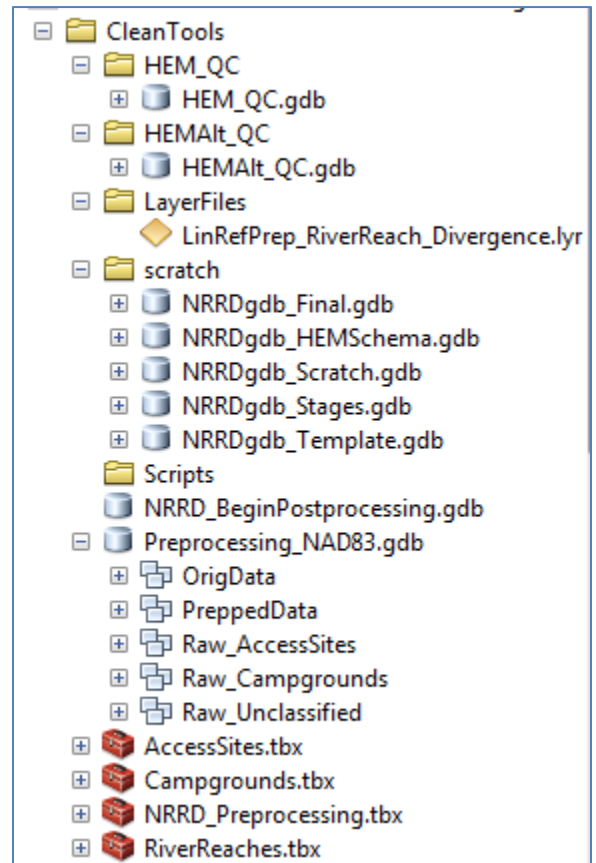 CleanTools
HEM_QC
HEM_QC.gdb
HEMAlt_QC
HEMAlt_QC.gdb
LayerFiles
LinRefPrep_RiverReach_Divergence.lyr
scratch
NRRDgdb_Final.gdb
NRRDgdb_HEMSchema.gdb
NRRDgdb_Scratch.gdb
NRRDgdb_Stages.gdb
NRRDgdb_Template.gdb
Scripts
NRRD_BeginPostprocessing.gdb
Preprocessing_NAD83.gdb
OrigData
PreppedData
Raw_AccessSites
Raw_Campgrounds
Raw_Unclassified
AccessSites.tbx
Campgrounds.tbx
NRRD_Preprocessing.tbx
RiverReaches.tbx